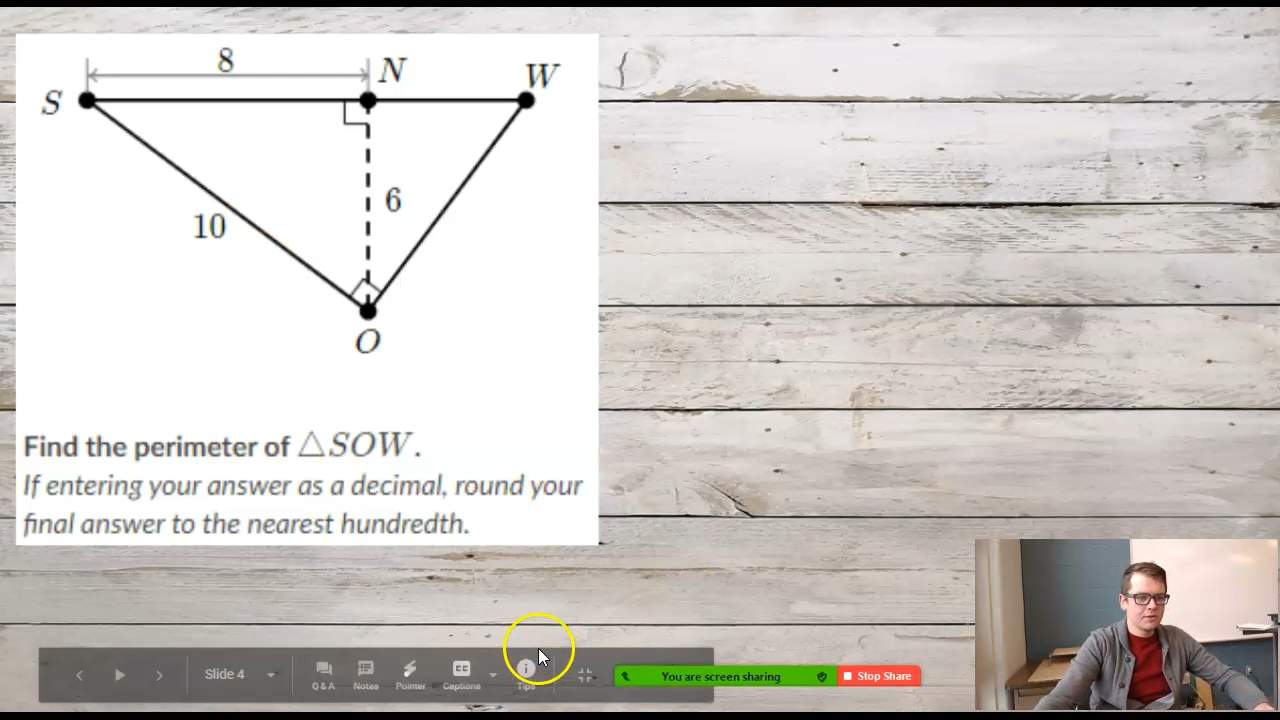 8
N
W
S
6
10
O
Find the perimeter of △SOW.
If entering your answer as a decimal, round your
final answer to the nearest hundredth.
Slide 4
Q & A
Notes
Pointer
Captions
Tips
You are screen sharing
Stop Share